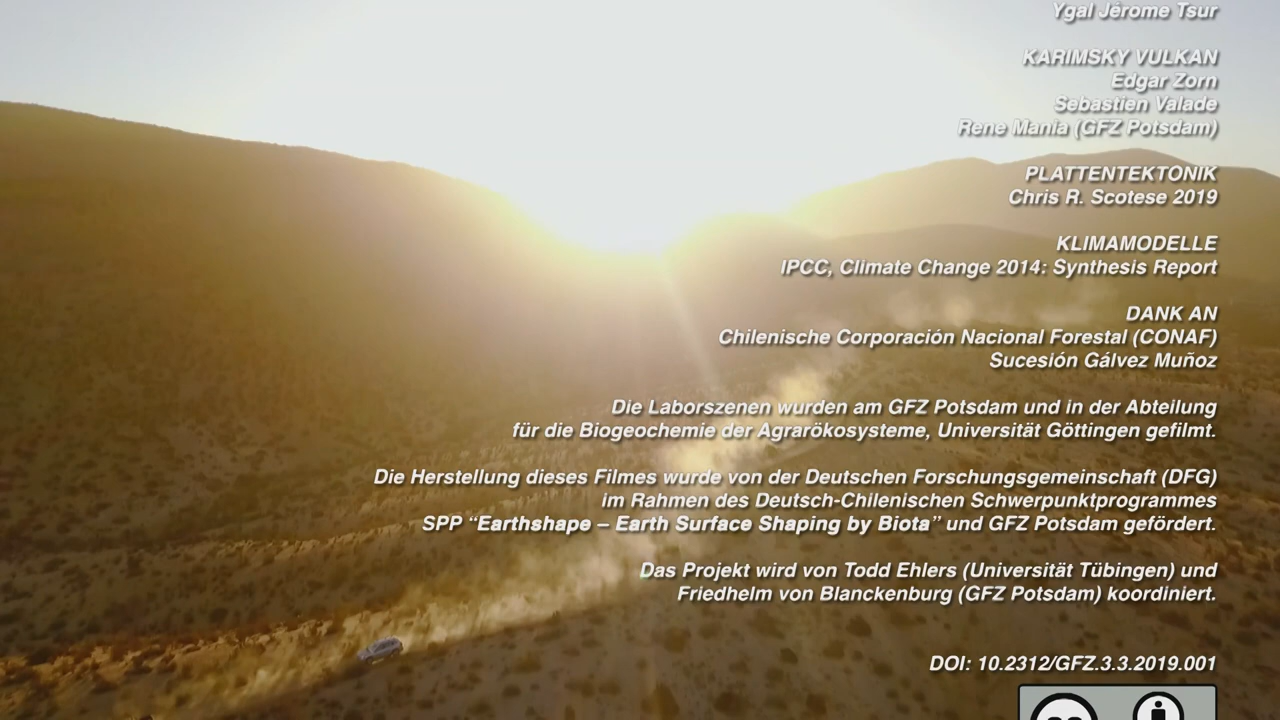 Ygal Jérome Tsur
KARIMSKY VULKAN
Edgar Zorn
Sebastien Valade
Rene Mania (GFZ Potsdam)
PLATTENTEKTONIK
Chris R. Scotese 2019
KLIMAMODELLE
IPCC, Climate Change 2014: Synthesis Report
DANK AN
Chilenische Corporación Nacional Forestal (CONAF)
Sucesión Gálvez Muñoz
Die Laborszenen wurden am GFZ Potsdam und in der Abteilung
für die Biogeochemie der Agrarökosysteme, Universität Göttingen gefilmt.
Die Herstellung dieses Filmes wurde von der Deutschen Forschungsgemeinschaft (DFG)
im Rahmen des Deutsch-Chilenischen Schwerpunktprogrammes
SPP “Earthshape – Earth Surface Shaping by Biota” und GFZ Potsdam gefördert.
Das Projekt wird von Todd Ehlers (Universität Tübingen) und
Friedhelm von Blanckenburg (GFZ Potsdam) koordiniert.
DOI: 10.2312/GFZ.3.3.2019.001